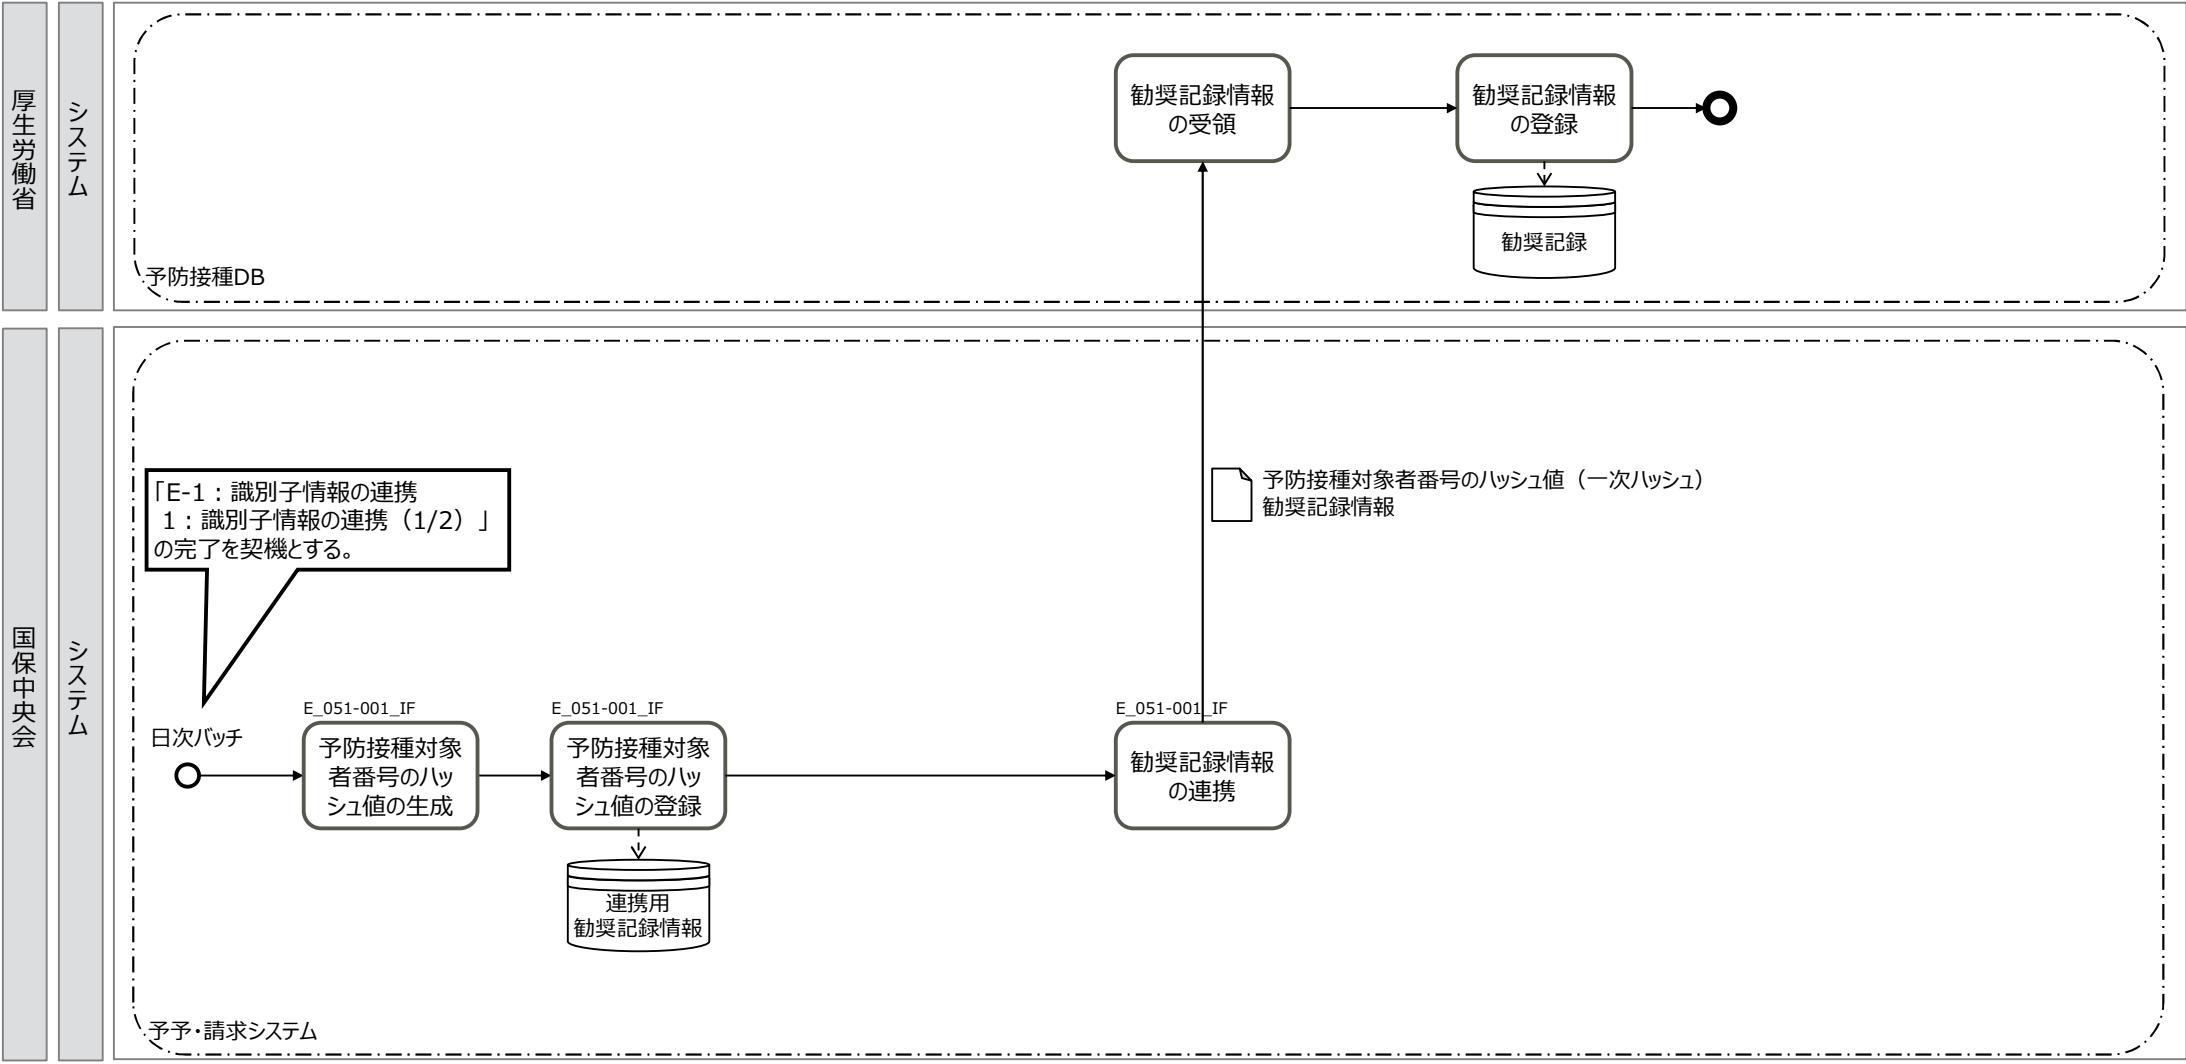 厚生労働省
システム
勧奨記録情報
の受領
勧奨記録情報
の登録
勧奨記録
予防接種DB
国保中央会
システム
「E-1：識別子情報の連携
1：識別子情報の連携（1/2）」
の完了を契機とする。
予防接種対象者番号のハッシュ値（一次ハッシュ）
勧奨記録情報
日次バッチ
E_051-001_IF
予防接種対象
者番号のハッ
シュ値の生成
E_051-001_IF
予防接種対象
者番号のハッ
シュ値の登録
連携用
勧奨記録情報
E_051-001_IF
勧奨記録情報
の連携
予予・請求システム